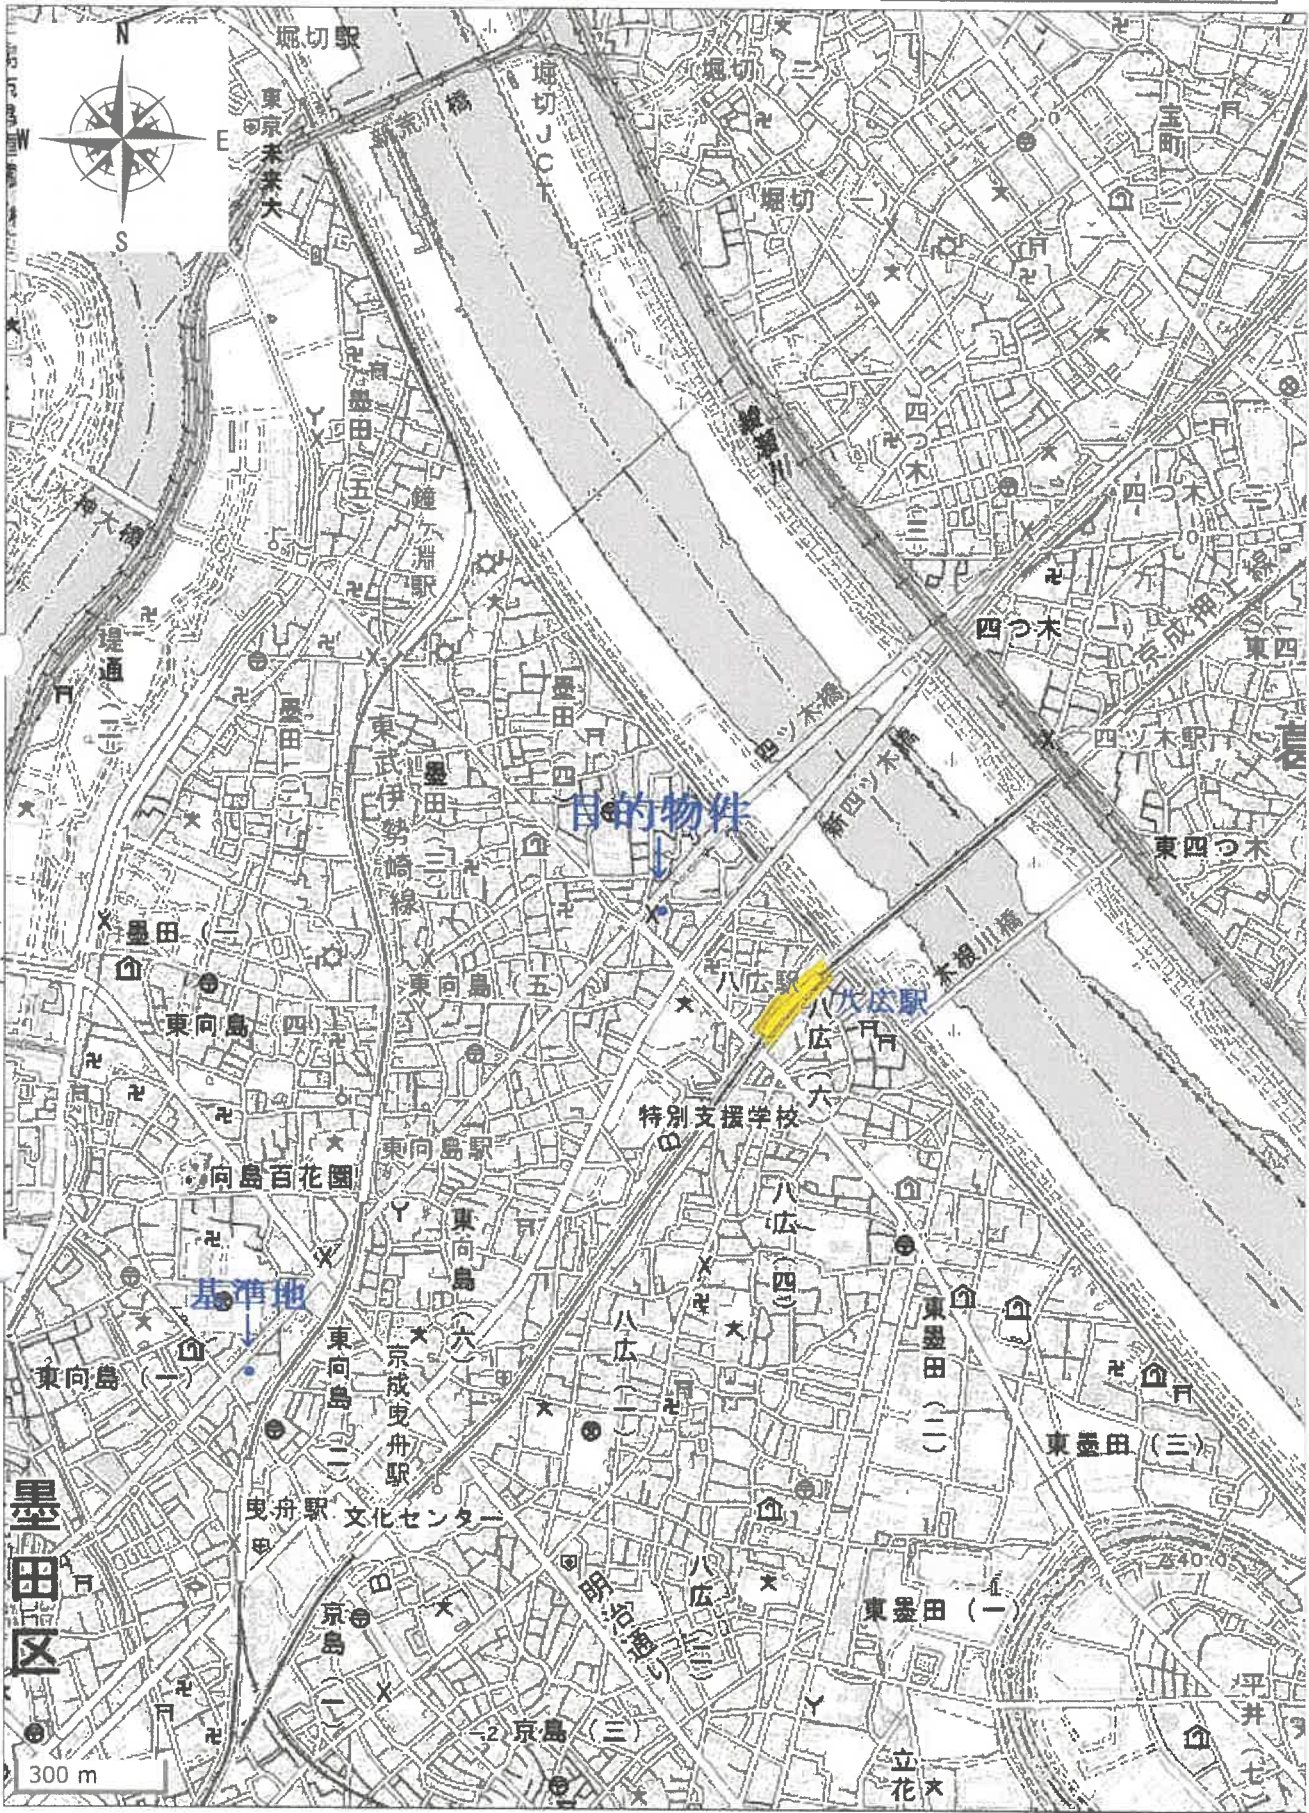 N
W
E
S
堀切駅
東京未来大
新荒川橋
堀切JCT
堀切（二）
宝町（一）
堀切（一）
墨田（五）
鐘ヶ淵駅
水神大橋
綾瀬川
四つ木（三）
四つ木（二）
京成押上線
四つ木
東四
四ツ木駅
葛
堤通（二）
墨田（二）
東武伊勢崎線
墨田（三）
墨田（四）
目的物件
四ツ木橋
新四ツ木橋
東四つ木
木根川橋
墨田（一）
東向島（五）
八広駅
八広駅
八広（六）
東向島（四）
特別支援学校
東向島駅
向島百花園
東向島（六）
八広（四）
基準地
東向島（一）
東向島（二）
京成曳舟駅
八広（一）
東墨田（二）
東墨田（三）
曳舟駅
文化センター
墨田区
京島（一）
明治通り
八広（三）
東墨田（一）
京島（三）
平井（七）
立花
300 m